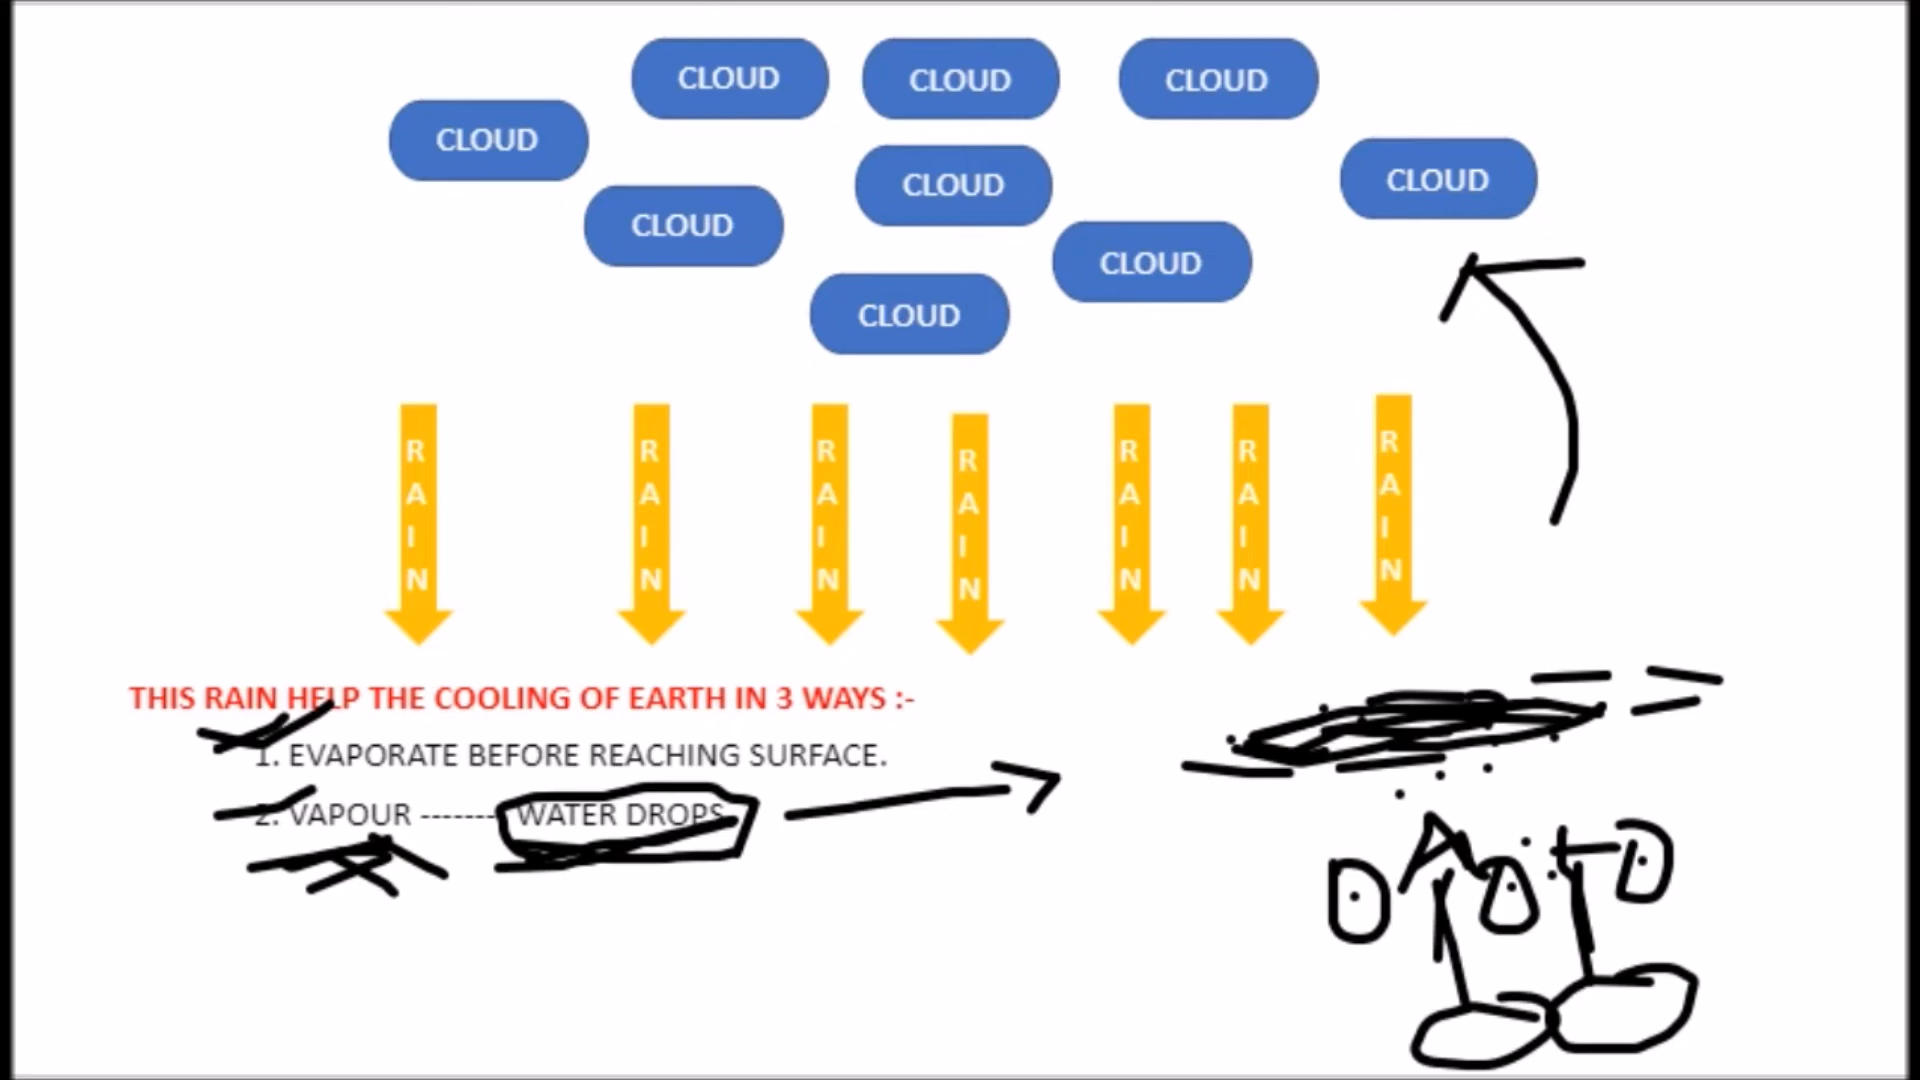 CLOUD
CLOUD
CLOUD
CLOUD
CLOUD
CLOUD
CLOUD
CLOUD
CLOUD
RAIN
RAIN
RAIN
RAIN
RAIN
RAIN
RAIN
THIS RAIN HELP THE COOLING OF EARTH IN 3 WAYS :-
1. EVAPORATE BEFORE REACHING SURFACE.
2. VAPOUR ------- WATER DROPS